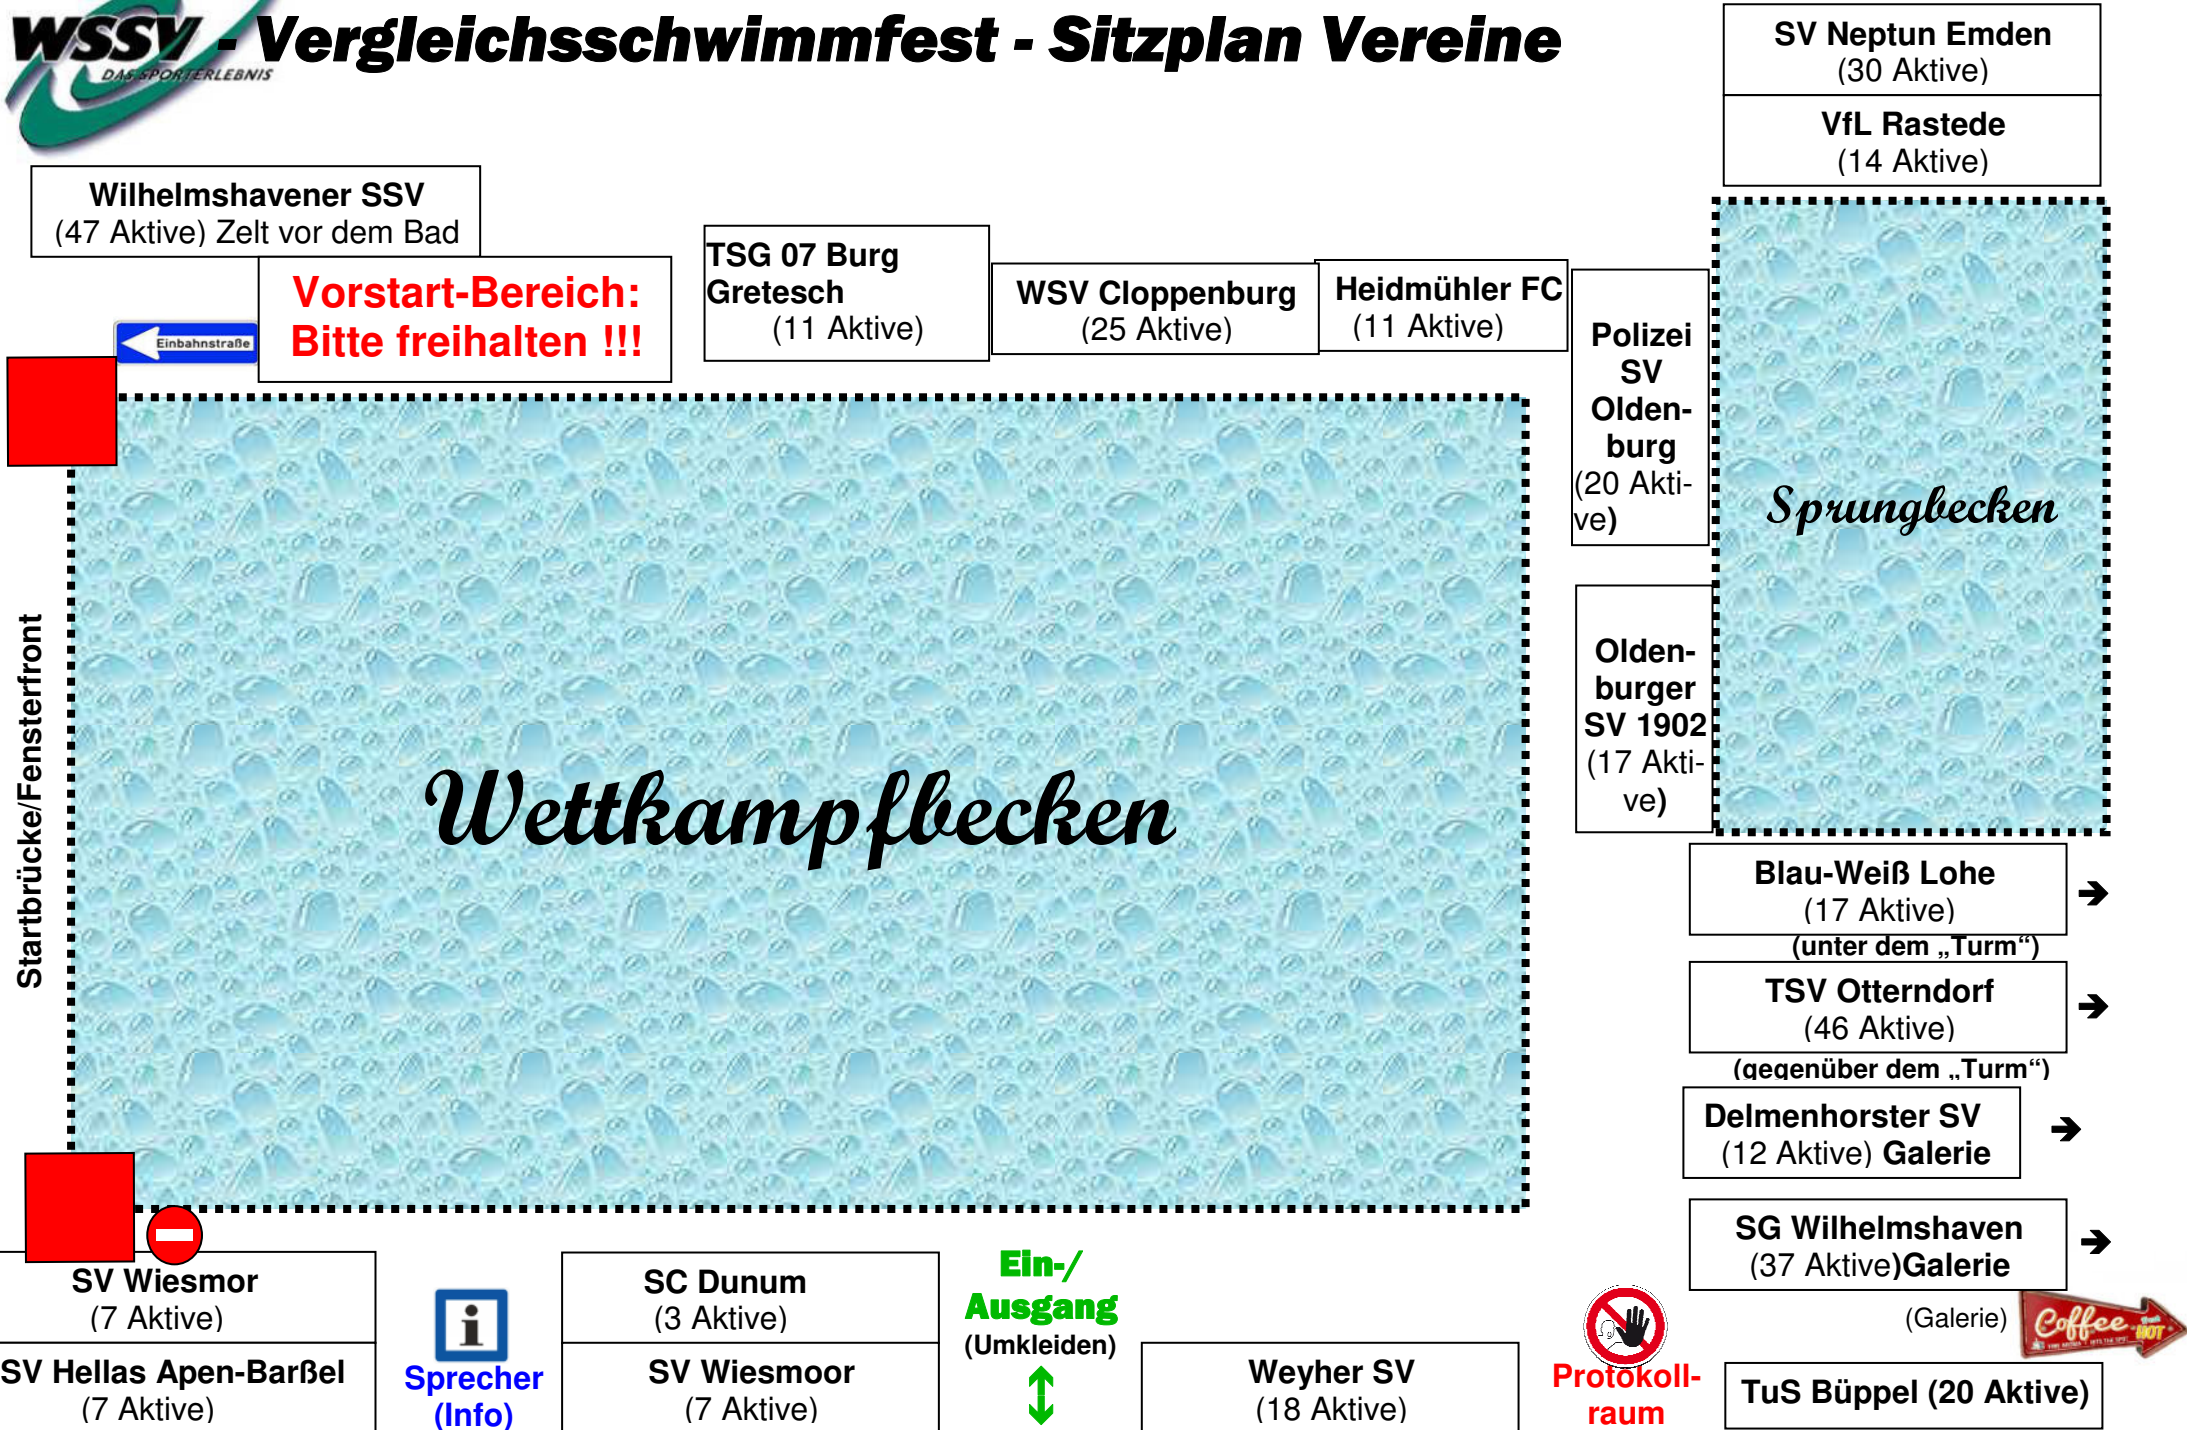 WSSV - Vergleichsschwimmfest - Sitzplan Vereine
DAS SPORTERLEBNIS
SV Neptun Emden
(30 Aktive)
VfL Rastede
(14 Aktive)
Wilhelmshavener SSV
(47 Aktive) Zelt vor dem Bad
Vorstart-Bereich:
Bitte freihalten !!!
Einbahnstraße
TSG 07 Burg
Gretesch
(11 Aktive)
WSV Cloppenburg
(25 Aktive)
Heidmühler FC
(11 Aktive)
Polizei
SV
Olden-
burg
(20 Akti-
ve)
Sprungbecken
Olden-
burger
SV 1902
(17 Akti-
ve)
Startbrücke/Fensterfront
Wettkampfbecken
Blau-Weiß Lohe
(17 Aktive)
(unter dem „Turm“)
TSV Otterndorf
(46 Aktive)
(gegenüber dem „Turm“)
Delmenhorster SV
(12 Aktive) Galerie
SG Wilhelmshaven
(37 Aktive)Galerie
(Galerie)
Coffee
HOT
SV Wiesmor
(7 Aktive)
SV Hellas Apen-Barßel
(7 Aktive)
i
Sprecher
(Info)
SC Dunum
(3 Aktive)
SV Wiesmoor
(7 Aktive)
Ein-/
Ausgang
(Umkleiden)
Weyher SV
(18 Aktive)
Protokoll-
raum
TuS Büppel (20 Aktive)